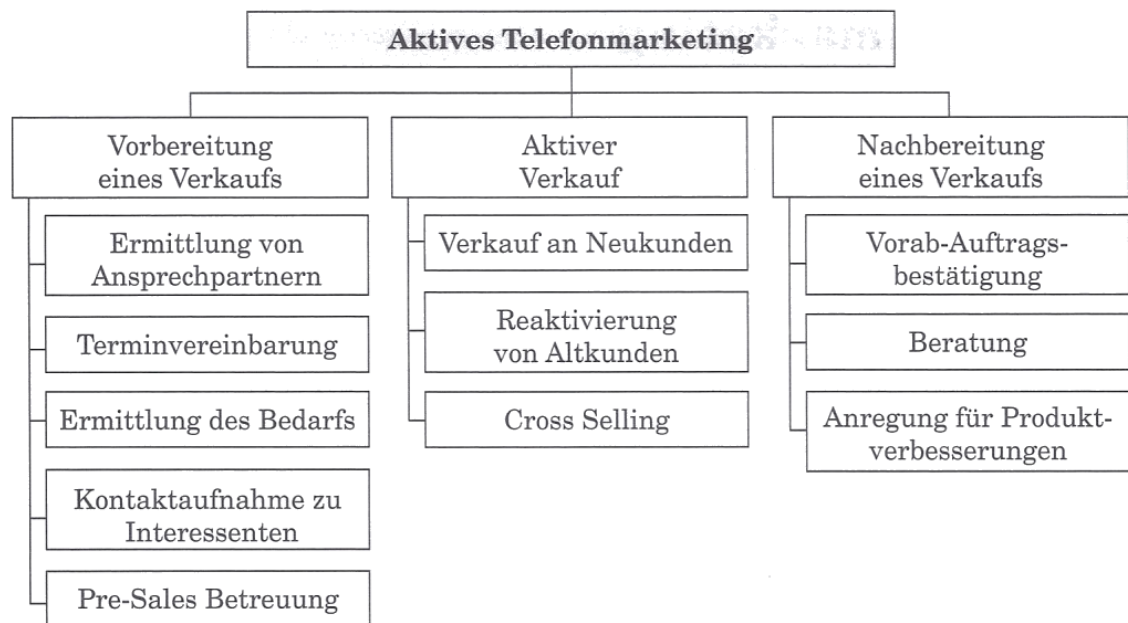 Aktives Telefonmarketing
Vorbereitung
eines Verkaufs
Ermittlung von
Ansprechpartnern
Terminvereinbarung
Ermittlung des Bedarfs
Kontaktaufnahme zu
Interessenten
Pre-Sales Betreuung
Aktiver
Verkauf
Verkauf an Neukunden
Reaktivierung
von Altkunden
Cross Selling
Nachbereitung
eines Verkaufs
Vorab-Auftrags-
bestätigung
Beratung
Anregung für Produkt-
verbesserungen